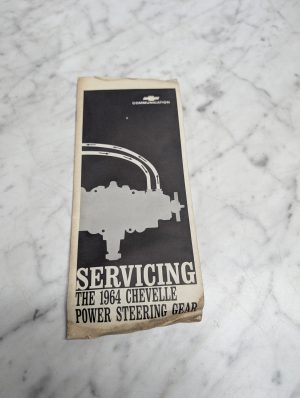 COMMUNICATION
SERVICING
THE 1964 CHEVELLE
POWER STEERING GEAR